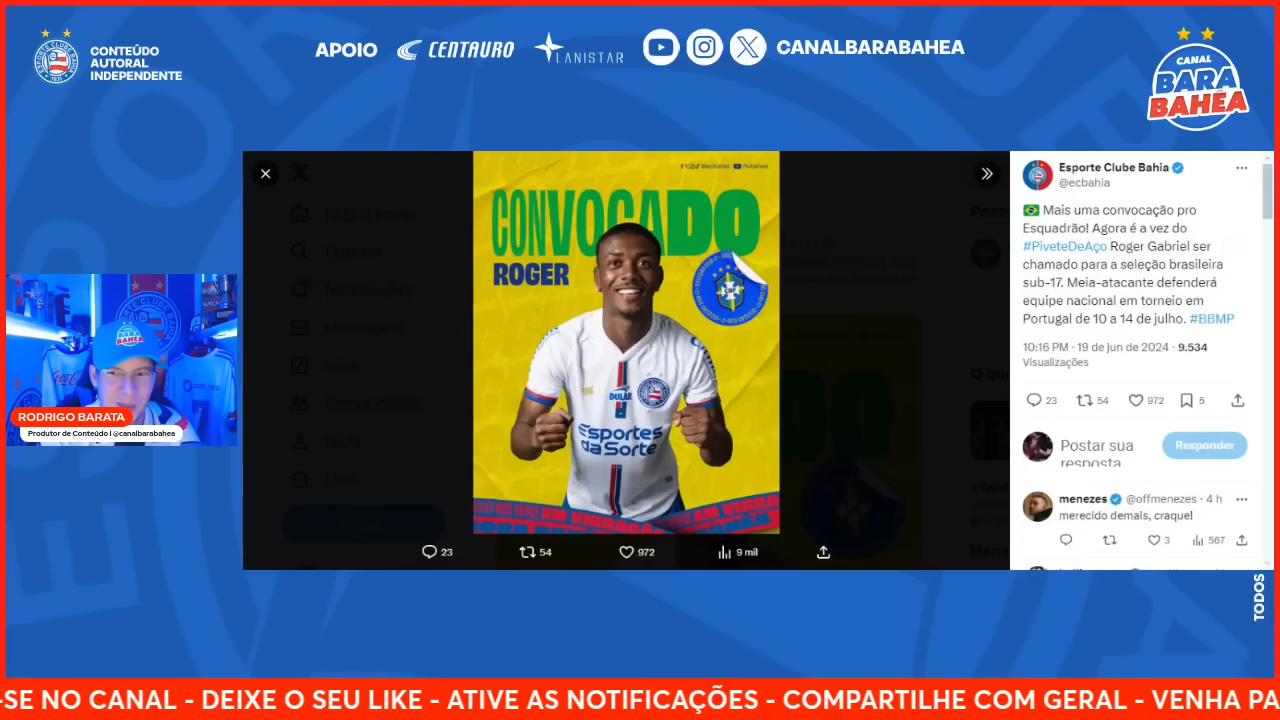 CONTEÚDO
AUTORAL
INDEPENDENTE
APOIO
CENTAURO
LANISTAR
CANALBARABAHEA
CANAL
BARA
BAHÊA
CONVOCADO
ROGER
DULAR
Esportes
da Sorte
23
54
972
9 mil
Esporte Clube Bahia
@ecbahia
Mais uma convocação pro
Esquadrão! Agora é a vez do
#PiveteDeAço Roger Gabriel ser
chamado para a seleção brasileira
sub-17. Meia-atacante defenderá
equipe nacional em torneio em
Portugal de 10 a 14 de julho. #BBMP
10:16 PM · 19 de jun de 2024 · 9.534
Visualizações
23
54
972
5
Postar sua
resposta
Responder
menezes @offmenezes · 4 h
merecido demais, craque!
3
567
RODRIGO BARATA
Produtor de Conteúdo I @canalbarabahea
TODOS
-SE NO CANAL - DEIXE O SEU LIKE - ATIVE AS NOTIFICAÇÕES - COMPARTILHE COM GERAL - VENHA PA